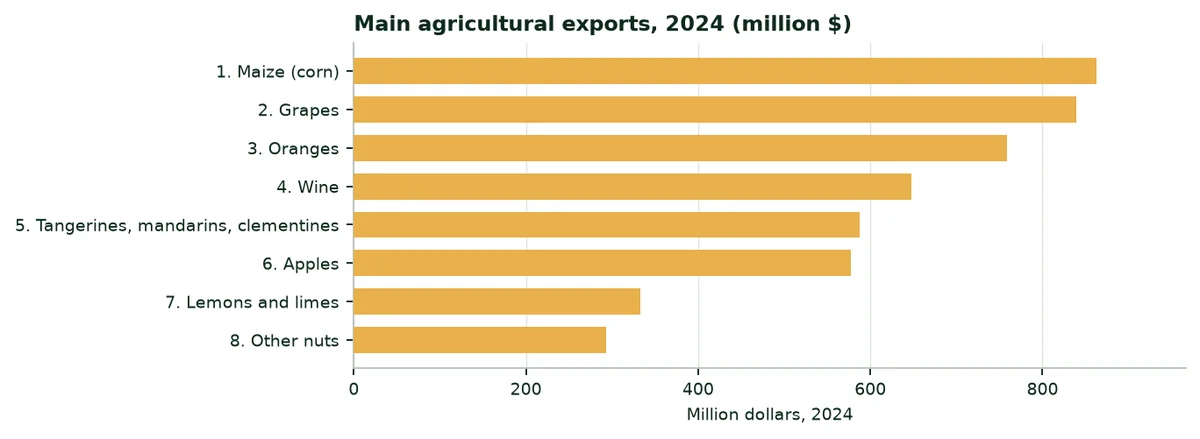 Main agricultural exports, 2024 (million $)
1. Maize (corn)
2. Grapes
3. Oranges
4. Wine
5. Tangerines, mandarins, clementines
6. Apples
7. Lemons and limes
8. Other nuts
0 200 400 600 800
Million dollars, 2024